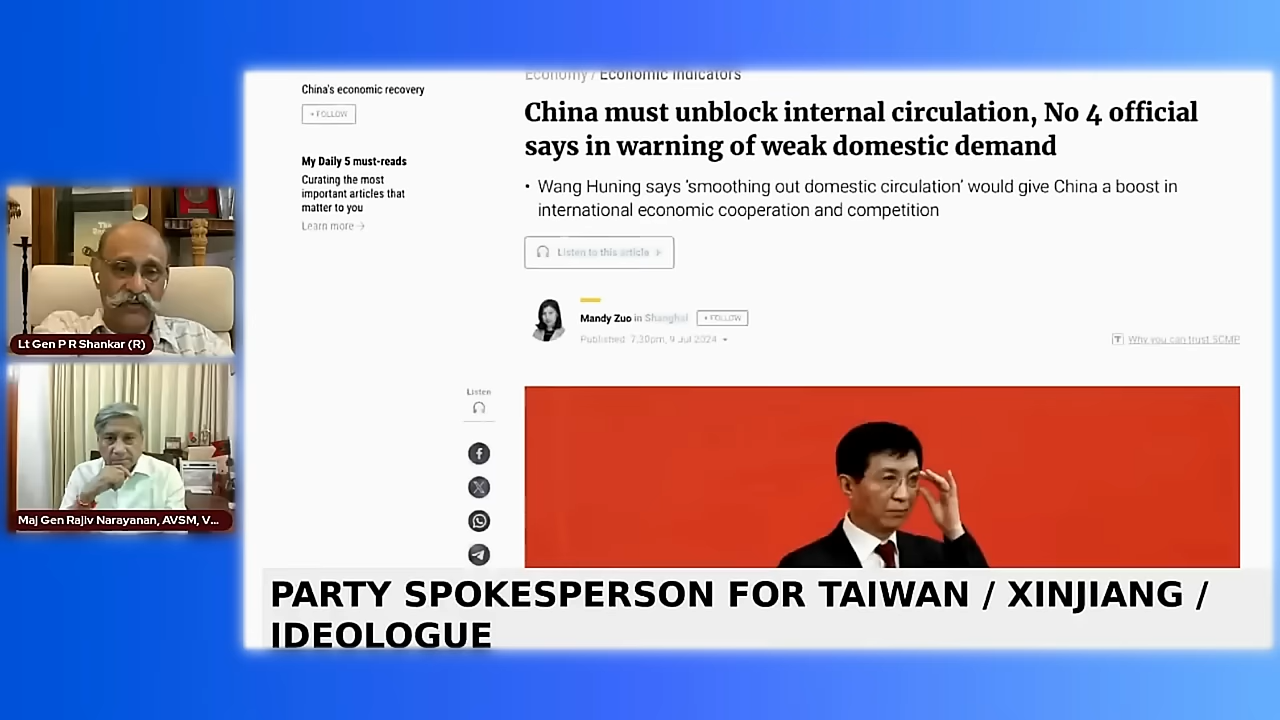 Economy / Economic Indicators
China's economic recovery
+ FOLLOW
My Daily 5 must-reads
Curating the most
important articles that
matter to you
Learn more →
China must unblock internal circulation, No 4 official
says in warning of weak domestic demand
• Wang Huning says 'smoothing out domestic circulation' would give China a boost in
international economic cooperation and competition
Listen to this article
Mandy Zuo in Shanghai
+ FOLLOW
Published: 7.30pm, 9 Jul 2024
Why you can trust SCMP
Listen
Lt Gen P R Shankar (R)
Maj Gen Rajiv Narayanan, AVSM, V...
PARTY SPOKESPERSON FOR TAIWAN / XINJIANG /
IDEOLOGUE